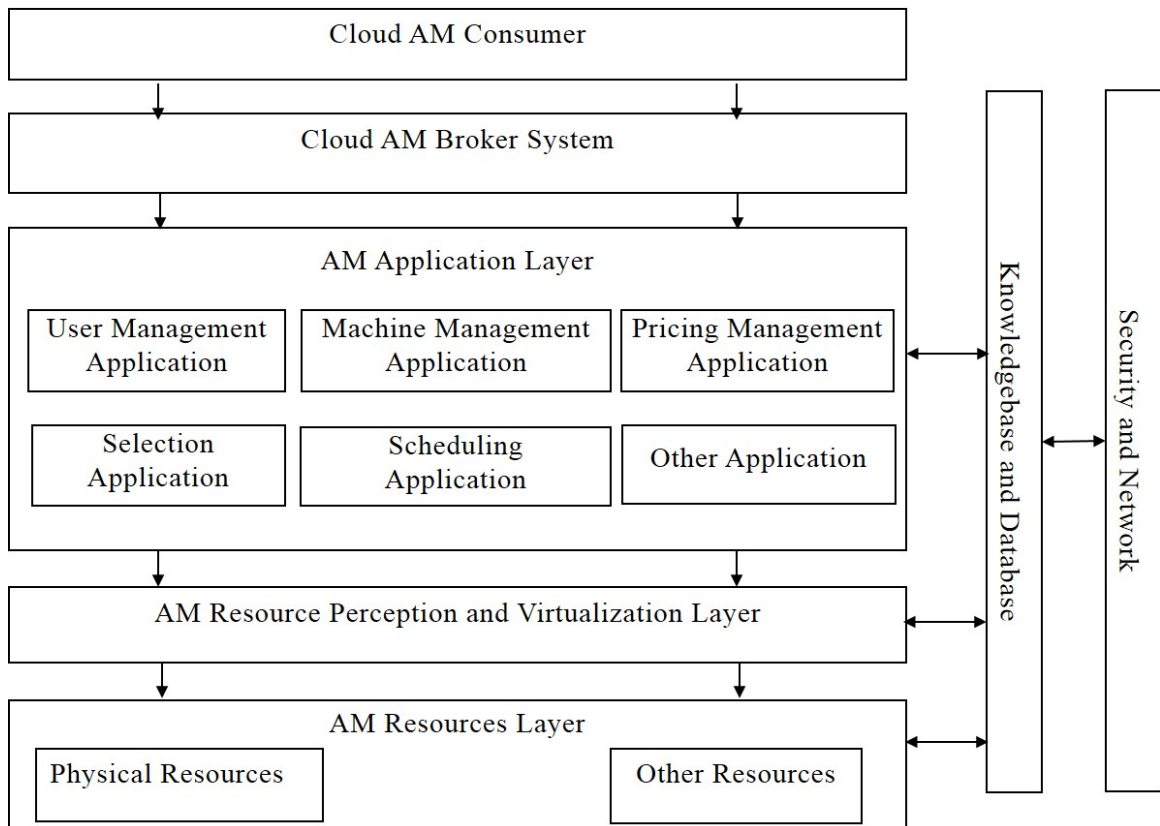 Cloud AM Consumer
Cloud AM Broker System
AM Application Layer
User Management
Application
Machine Management
Application
Pricing Management
Application
Selection
Application
Scheduling
Application
Other Application
AM Resource Perception and Virtualization Layer
AM Resources Layer
Physical Resources
Other Resources
Knowledgebase and Database
Security and Network